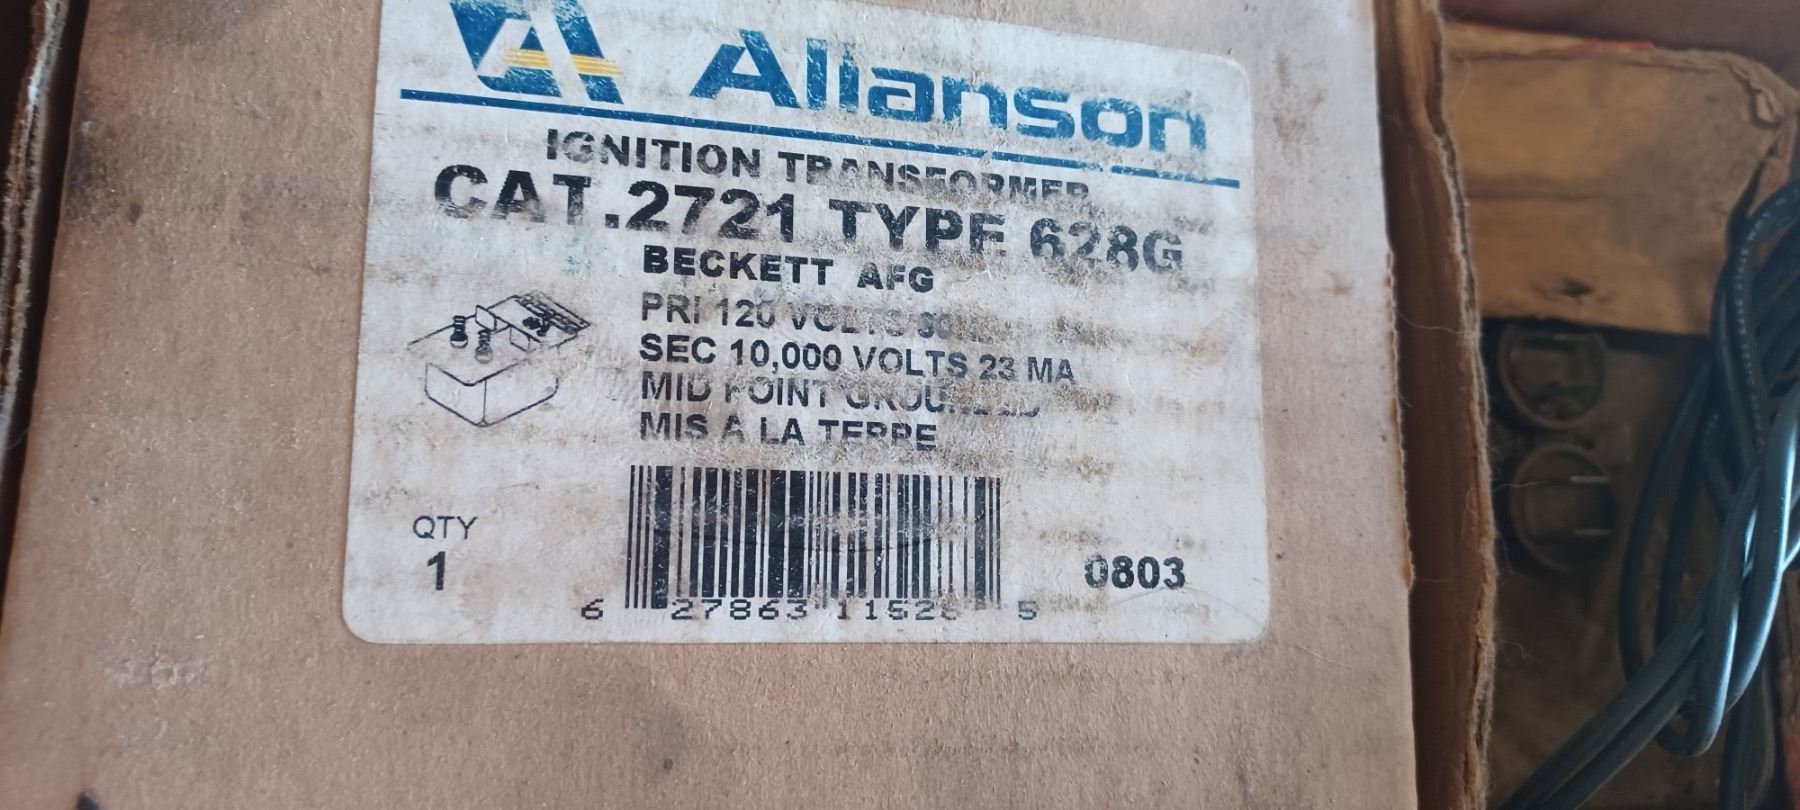 Allanson
IGNITION TRANSFORMER
CAT.2721 TYPE 628G
BECKETT AFG
PRI 120 VOLTS
SEC 10,000 VOLTS 23 MA
MID POINT GROUNDED
MIS A LA TERRE
QTY
1
0803
6 27863 5